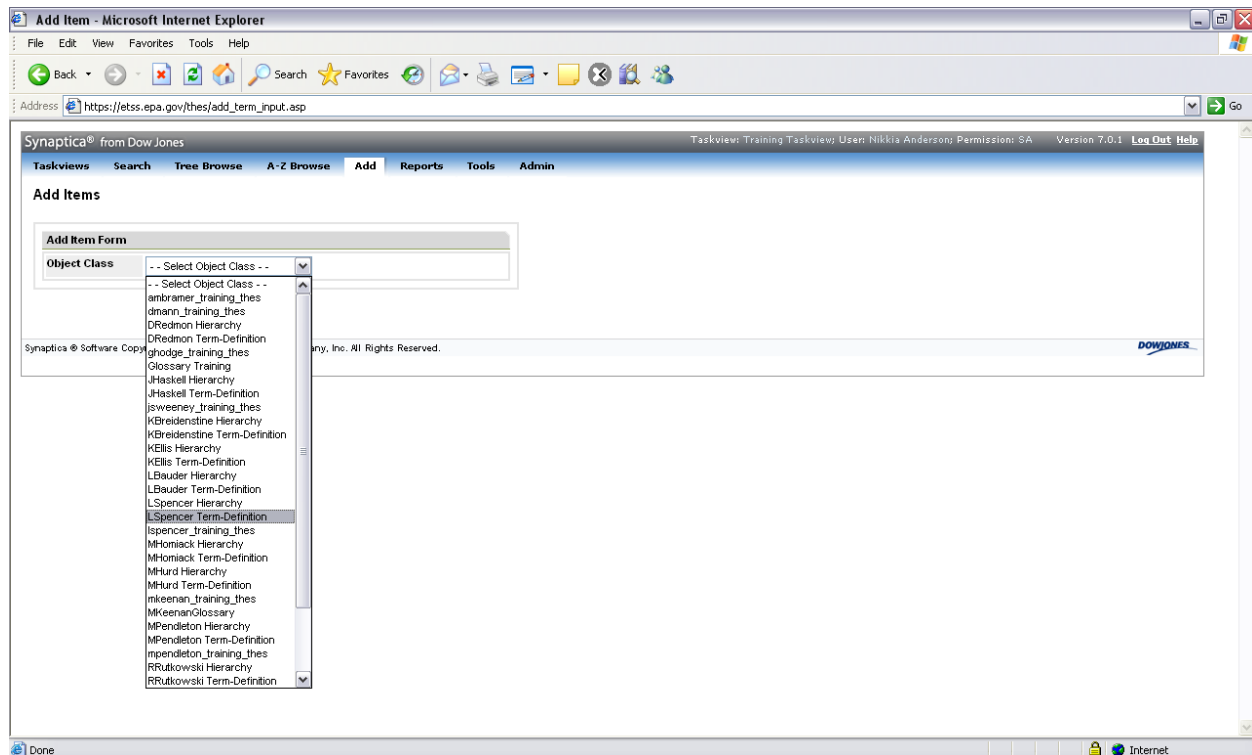 Add Item - Microsoft Internet Explorer
File Edit View Favorites Tools Help
Back Search Favorites
Address https://etss.epa.gov/thes/add_term_input.asp Go
Synaptica® from Dow Jones Taskview: Training Taskview; User: Nikkia Anderson; Permission: SA Version 7.0.1 Log Out Help
Taskviews Search Tree Browse A-Z Browse Add Reports Tools Admin
Add Items
Add Item Form
Object Class - - Select Object Class - -
- - Select Object Class - -
ambramer_training_thes
dmann_training_thes
DRedmon Hierarchy
DRedmon Term-Definition
Synaptica ® Software any, Inc. All Rights Reserved. DOWJONES
ghodge_training_thes
Glossary Training
JHaskell Hierarchy
JHaskell Term-Definition
jsweeney_training_thes
KBreidenstine Hierarchy
KBreidenstine Term-Definition
KEllis Hierarchy
KEllis Term-Definition
LBauder Hierarchy
LBauder Term-Definition
LSpencer Hierarchy
LSpencer Term-Definition
lspencer_training_thes
MHomiack Hierarchy
MHomiack Term-Definition
MHurd Hierarchy
MHurd Term-Definition
mkeenan_training_thes
MKeenanGlossary
MPendleton Hierarchy
MPendleton Term-Definition
mpendleton_training_thes
RRutkowski Hierarchy
RRutkowski Term-Definition
Done Internet